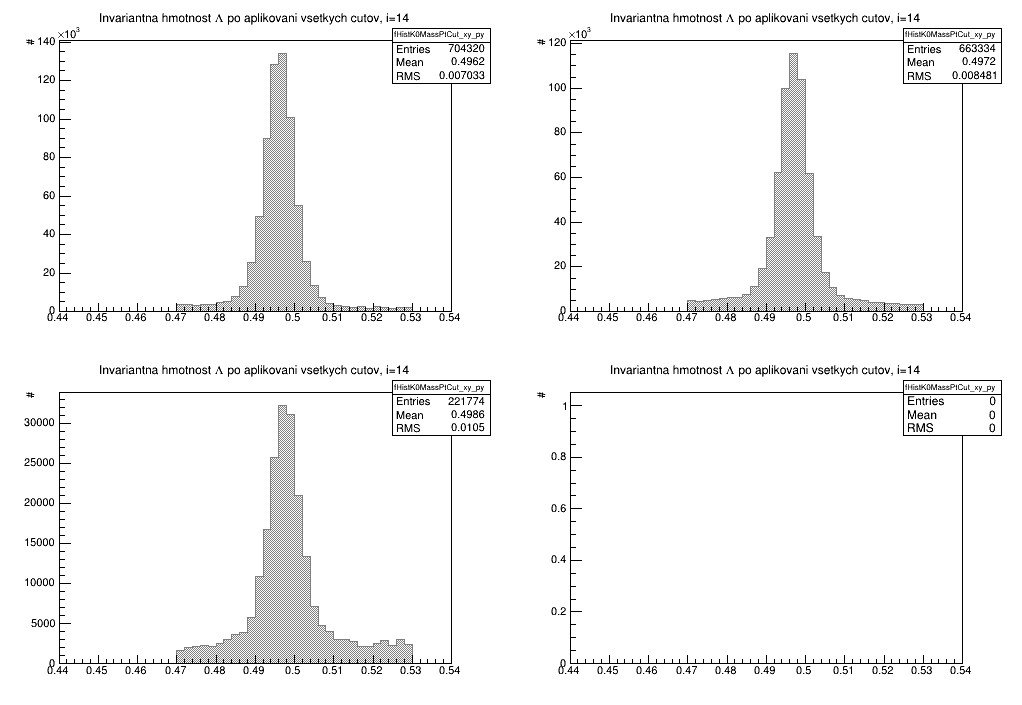 Invariantna hmotnost Λ po aplikovani vsetkych cutov, i=14
fHistK0MassPtCut_xy_py
Entries 704320
Mean 0.4962
RMS 0.007033
#
×10³
140
120
100
80
60
40
20
0
0.44 0.45 0.46 0.47 0.48 0.49 0.5 0.51 0.52 0.53 0.54
Invariantna hmotnost Λ po aplikovani vsetkych cutov, i=14
fHistK0MassPtCut_xy_py
Entries 663334
Mean 0.4972
RMS 0.008481
#
×10³
120
100
80
60
40
20
0
0.44 0.45 0.46 0.47 0.48 0.49 0.5 0.51 0.52 0.53 0.54
Invariantna hmotnost Λ po aplikovani vsetkych cutov, i=14
fHistK0MassPtCut_xy_py
Entries 221774
Mean 0.4986
RMS 0.0105
#
30000
25000
20000
15000
10000
5000
0
0.44 0.45 0.46 0.47 0.48 0.49 0.5 0.51 0.52 0.53 0.54
Invariantna hmotnost Λ po aplikovani vsetkych cutov, i=14
fHistK0MassPtCut_xy_py
Entries 0
Mean 0
RMS 0
#
1
0.8
0.6
0.4
0.2
0
0.44 0.45 0.46 0.47 0.48 0.49 0.5 0.51 0.52 0.53 0.54